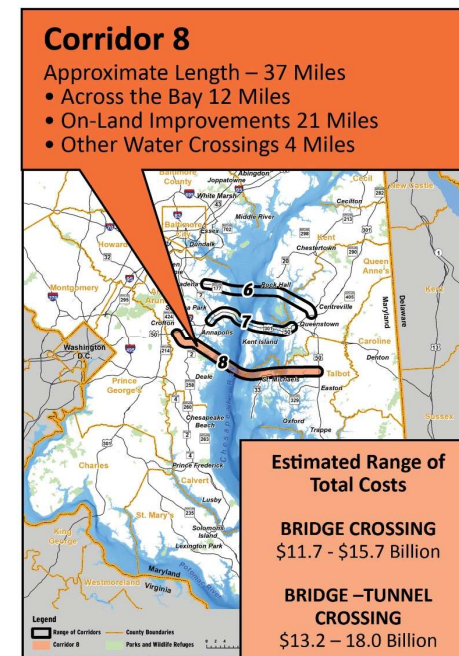 Corridor 8
Approximate Length – 37 Miles
• Across the Bay 12 Miles
• On-Land Improvements 21 Miles
• Other Water Crossings 4 Miles
Abingdon
Joppatowne
White Marsh
Cecil
New Castle
Cecilton
Middle River
Essex
Dundalk
Kent
Chestertown
Howard
Rock Hall
6
Queen
Anne's
Montgomery
Centreville
7
Queenstown
Crofton
Annapolis
Kent Island
Caroline
Denton
Delaware
Maryland
Washington
D.C.
8
Talbot
Deale
St. Michaels
Easton
Prince
George's
Oxford
Trappe
Sussex
Chesapeake
Beach
Charles
Prince Frederick
Calvert
Lusby
St. Mary's
Solomons
Island
Lexington Park
King
George
Maryland
Virginia
Westmoreland
Potomac River
Estimated Range of
Total Costs
BRIDGE CROSSING
$11.7 - $15.7 Billion
BRIDGE –TUNNEL
CROSSING
$13.2 – 18.0 Billion
Legend
Range of Corridors
County Boundaries
Corridor 8
Parks and Wildlife Refuges